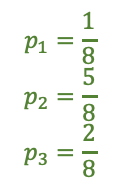 p₁ = 1/8
p₂ = 5/8
p₃ = 2/8